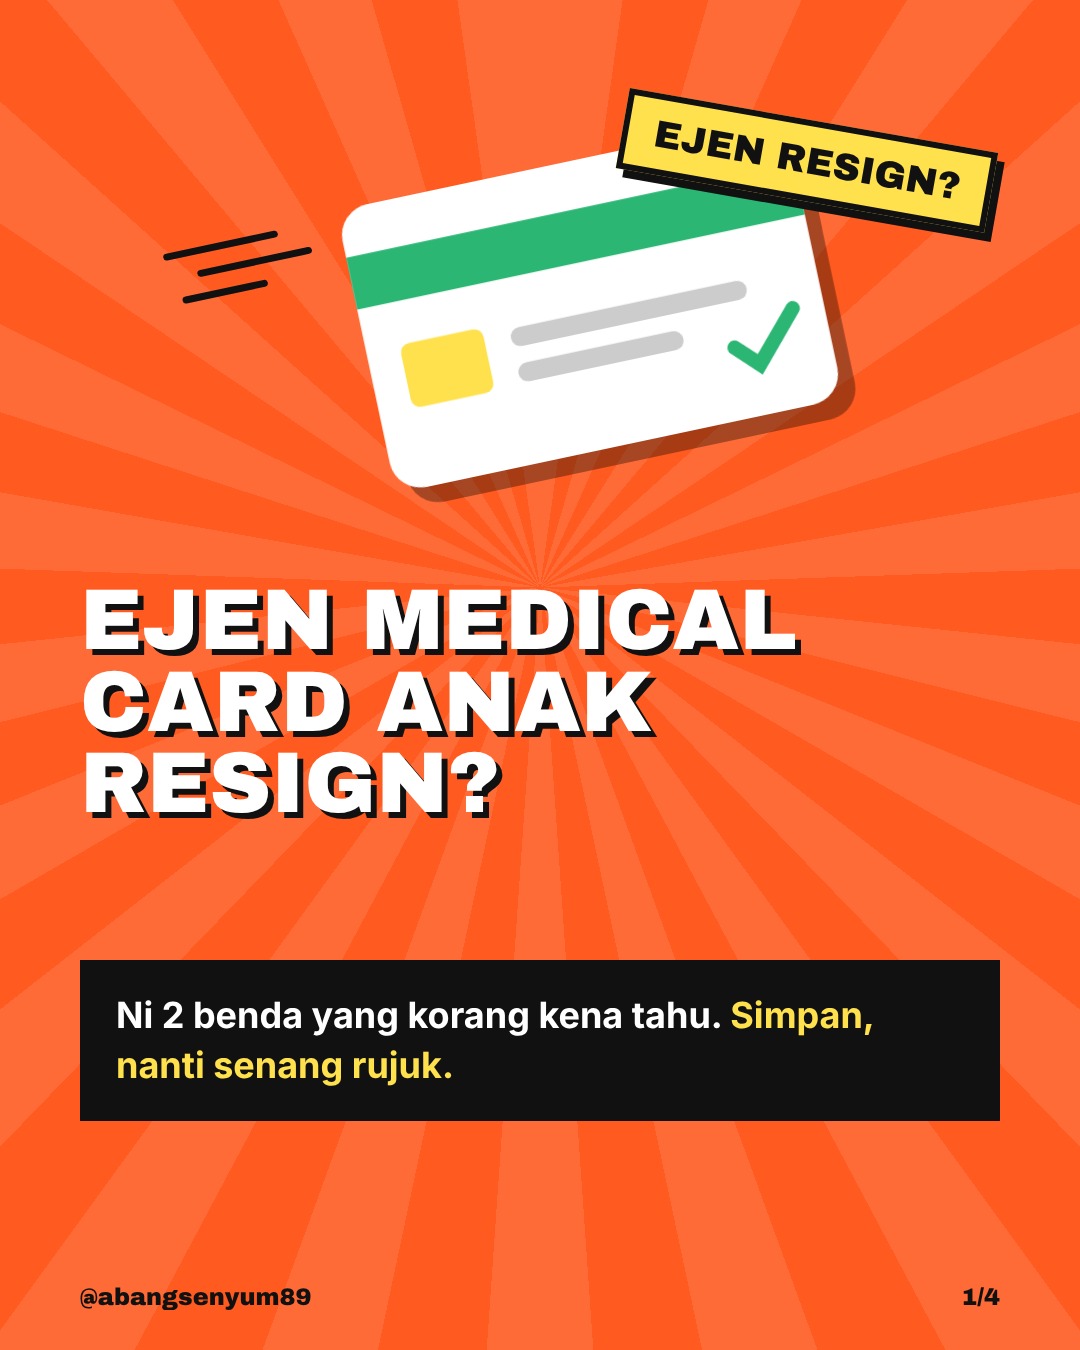 EJEN RESIGN?
EJEN MEDICAL
CARD ANAK
RESIGN?
Ni 2 benda yang korang kena tahu. Simpan,
nanti senang rujuk.
@abangsenyum89
1/4